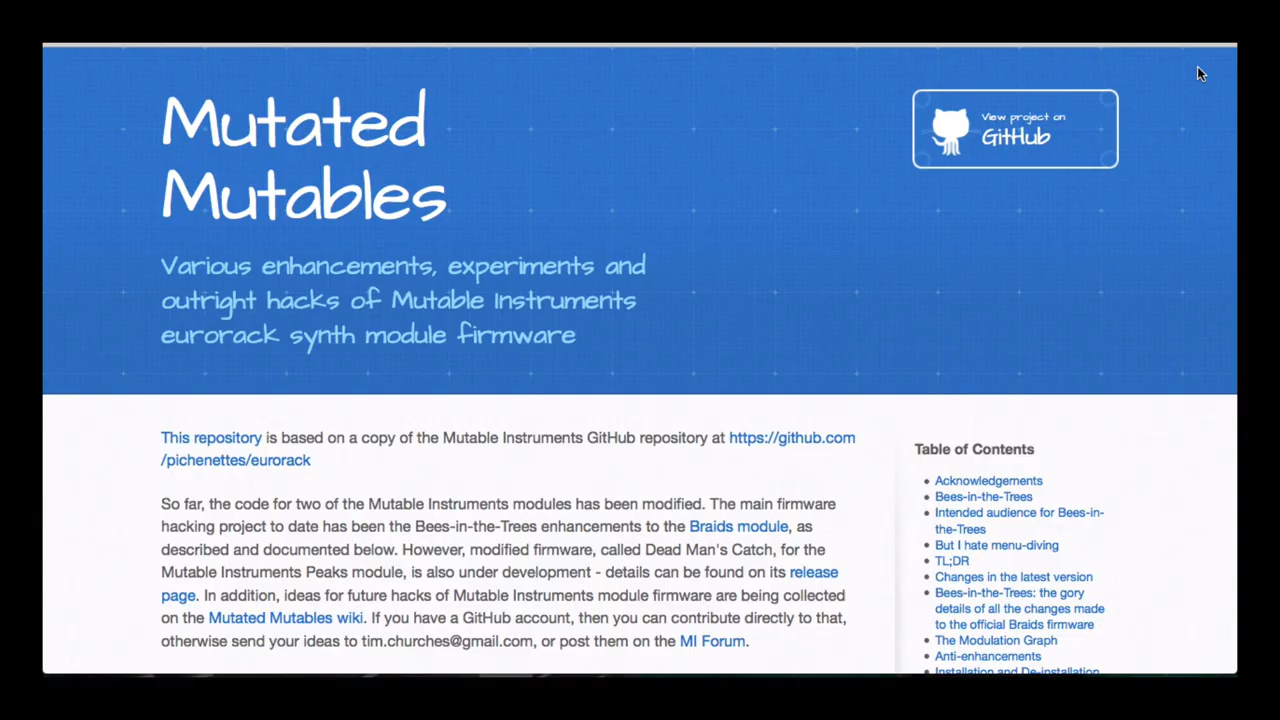 Mutated
Mutables
View project on
GitHub
Various enhancements, experiments and
outright hacks of Mutable Instruments
eurorack synth module firmware
This repository is based on a copy of the Mutable Instruments GitHub repository at https://github.com
/pichenettes/eurorack
So far, the code for two of the Mutable Instruments modules has been modified. The main firmware
hacking project to date has been the Bees-in-the-Trees enhancements to the Braids module, as
described and documented below. However, modified firmware, called Dead Man's Catch, for the
Mutable Instruments Peaks module, is also under development - details can be found on its release
page. In addition, ideas for future hacks of Mutable Instruments module firmware are being collected
on the Mutated Mutables wiki. If you have a GitHub account, then you can contribute directly to that,
otherwise send your ideas to tim.churches@gmail.com, or post them on the MI Forum.
Table of Contents
Acknowledgements
Bees-in-the-Trees
Intended audience for Bees-in-
the-Trees
But I hate menu-diving
TL;DR
Changes in the latest version
Bees-in-the-Trees: the gory
details of all the changes made
to the official Braids firmware
The Modulation Graph
Anti-enhancements
Installation and De-installation